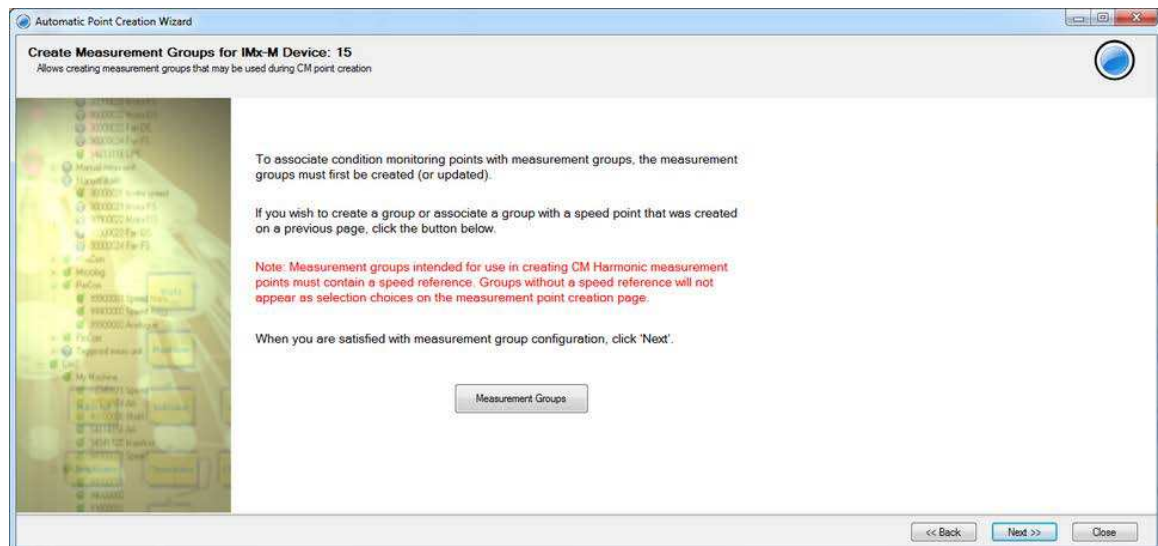 Automatic Point Creation Wizard
Create Measurement Groups for IMx-M Device: 15
Allows creating measurement groups that may be used during CM point creation
To associate condition monitoring points with measurement groups, the measurement
groups must first be created (or updated).
If you wish to create a group or associate a group with a speed point that was created
on a previous page, click the button below.
Note: Measurement groups intended for use in creating CM Harmonic measurement
points must contain a speed reference. Groups without a speed reference will not
appear as selection choices on the measurement point creation page.
When you are satisfied with measurement group configuration, click 'Next'.
Measurement Groups
<< Back
Next >>
Close